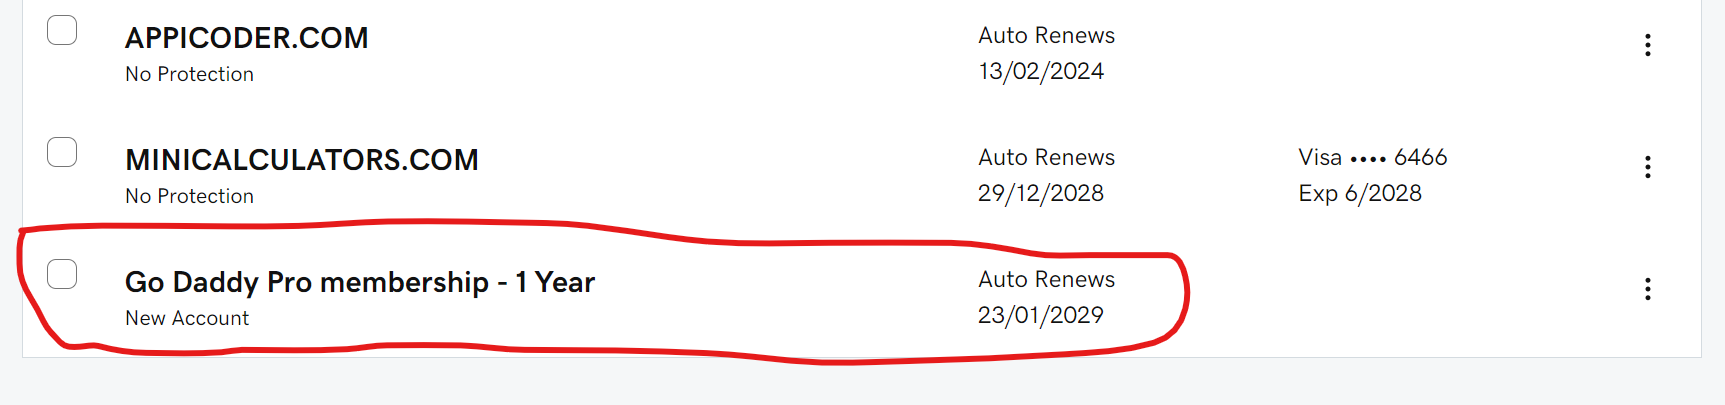 APPICODER.COM
No Protection
Auto Renews
13/02/2024
MINICALCULATORS.COM
No Protection
Auto Renews
29/12/2028
Visa •••• 6466
Exp 6/2028
Go Daddy Pro membership - 1 Year
New Account
Auto Renews
23/01/2029